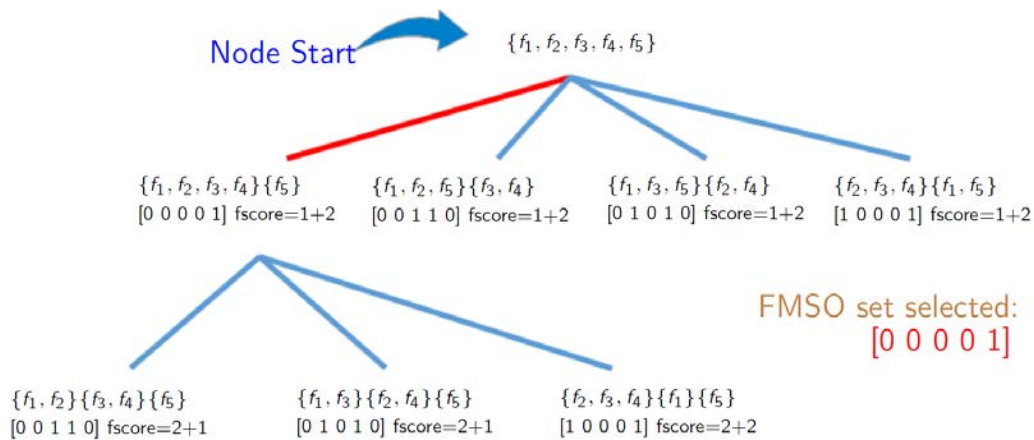 Node Start
{f₁, f₂, f₃, f₄, f₅}
{f₁, f₂, f₃, f₄}{f₅}
[0 0 0 0 1] fscore=1+2
{f₁, f₂, f₅}{f₃, f₄}
[0 0 1 1 0] fscore=1+2
{f₁, f₃, f₅}{f₂, f₄}
[0 1 0 1 0] fscore=1+2
{f₂, f₃, f₄}{f₁, f₅}
[1 0 0 0 1] fscore=1+2
FMSO set selected:
[0 0 0 0 1]
{f₁, f₂}{f₃, f₄}{f₅}
[0 0 1 1 0] fscore=2+1
{f₁, f₃}{f₂, f₄}{f₅}
[0 1 0 1 0] fscore=2+1
{f₂, f₃, f₄}{f₁}{f₅}
[1 0 0 0 1] fscore=2+2